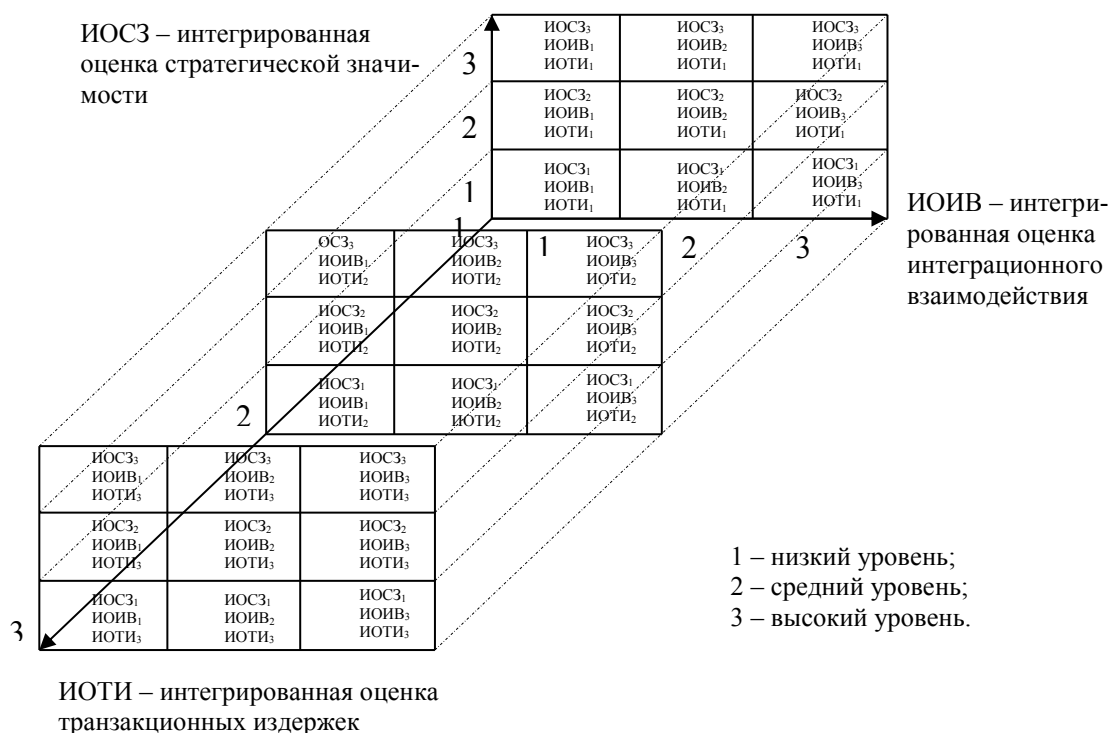 ИОСЗ – интегрированная
оценка стратегической значи-
мости
3
2
1
ИОСЗ₃ ИОСЗ₃ ИОСЗ₃
ИОИВ₁ ИОИВ₂ ИОИВ₃
ИОТИ₁ ИОТИ₁ ИОТИ₁
ИОСЗ₂ ИОСЗ₂ ИОСЗ₂
ИОИВ₁ ИОИВ₂ ИОИВ₃
ИОТИ₁ ИОТИ₁ ИОТИ₁
ИОСЗ₁ ИОСЗ₁ ИОСЗ₁
ИОИВ₁ ИОИВ₂ ИОИВ₃
ИОТИ₁ ИОТИ₁ ИОТИ₁
ИОИВ – интегри-
рованная оценка
интеграционного
взаимодействия
1 1 2 3
ОСЗ₃ ИОСЗ₃ ИОСЗ₃
ИОИВ₁ ИОИВ₂ ИОИВ₃
ИОТИ₂ ИОТИ₂ ИОТИ₂
ИОСЗ₂ ИОСЗ₂ ИОСЗ₂
ИОИВ₁ ИОИВ₂ ИОИВ₃
ИОТИ₂ ИОТИ₂ ИОТИ₂
ИОСЗ₁ ИОСЗ₁ ИОСЗ₁
ИОИВ₁ ИОИВ₂ ИОИВ₃
ИОТИ₂ ИОТИ₂ ИОТИ₂
2
ИОСЗ₃ ИОСЗ₃ ИОСЗ₃
ИОИВ₁ ИОИВ₂ ИОИВ₃
ИОТИ₃ ИОТИ₃ ИОТИ₃
ИОСЗ₂ ИОСЗ₂ ИОСЗ₂
ИОИВ₁ ИОИВ₂ ИОИВ₃
ИОТИ₃ ИОТИ₃ ИОТИ₃
ИОСЗ₁ ИОСЗ₁ ИОСЗ₁
ИОИВ₁ ИОИВ₂ ИОИВ₃
ИОТИ₃ ИОТИ₃ ИОТИ₃
3
1 – низкий уровень;
2 – средний уровень;
3 – высокий уровень.
ИОТИ – интегрированная оценка
транзакционных издержек